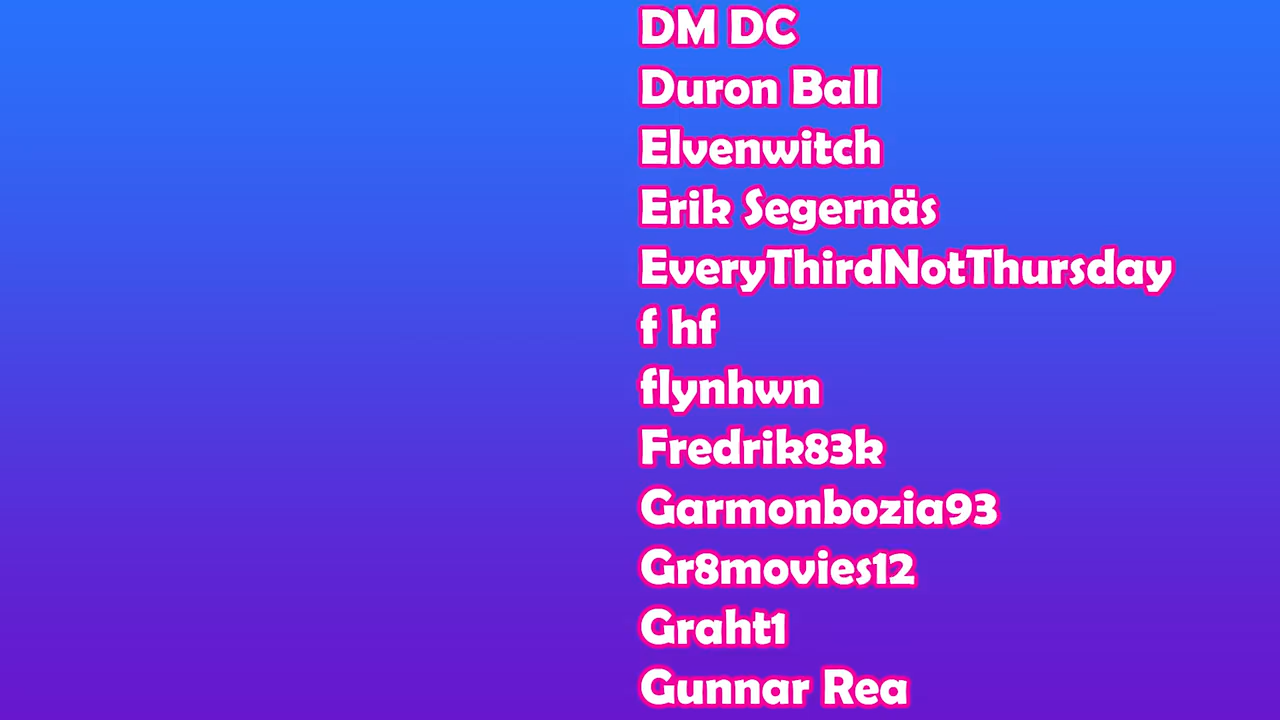 DM DC
Duron Ball
Elvenwitch
Erik Segernäs
EveryThirdNotThursday
f hf
flynhwn
Fredrik83k
Garmonbozia93
Gr8movies12
Graht1
Gunnar Rea